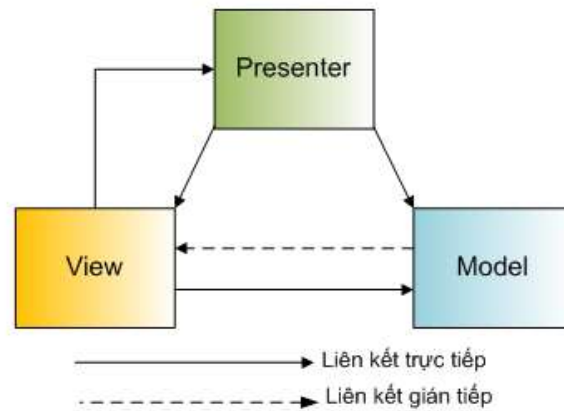 Presenter
View
Model
Liên kết trực tiếp
Liên kết gián tiếp